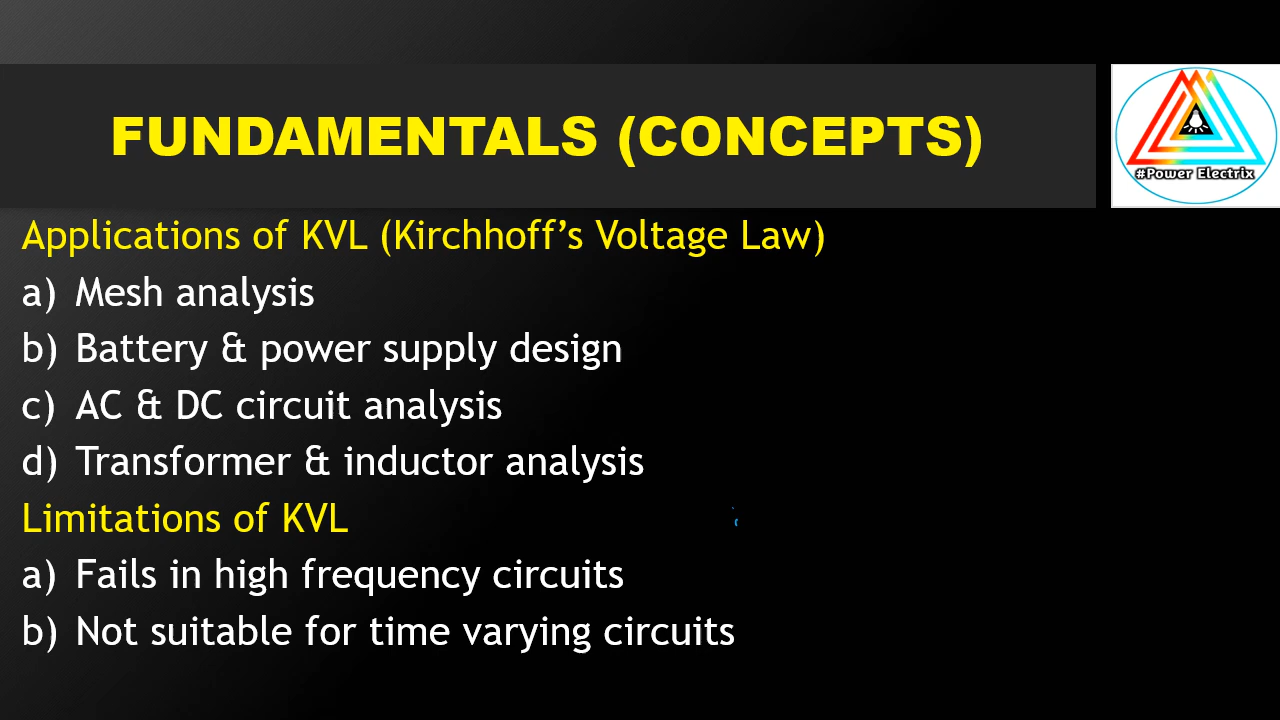 FUNDAMENTALS (CONCEPTS)
#Power Electrix
Applications of KVL (Kirchhoff’s Voltage Law)
a) Mesh analysis
b) Battery & power supply design
c) AC & DC circuit analysis
d) Transformer & inductor analysis
Limitations of KVL
a) Fails in high frequency circuits
b) Not suitable for time varying circuits